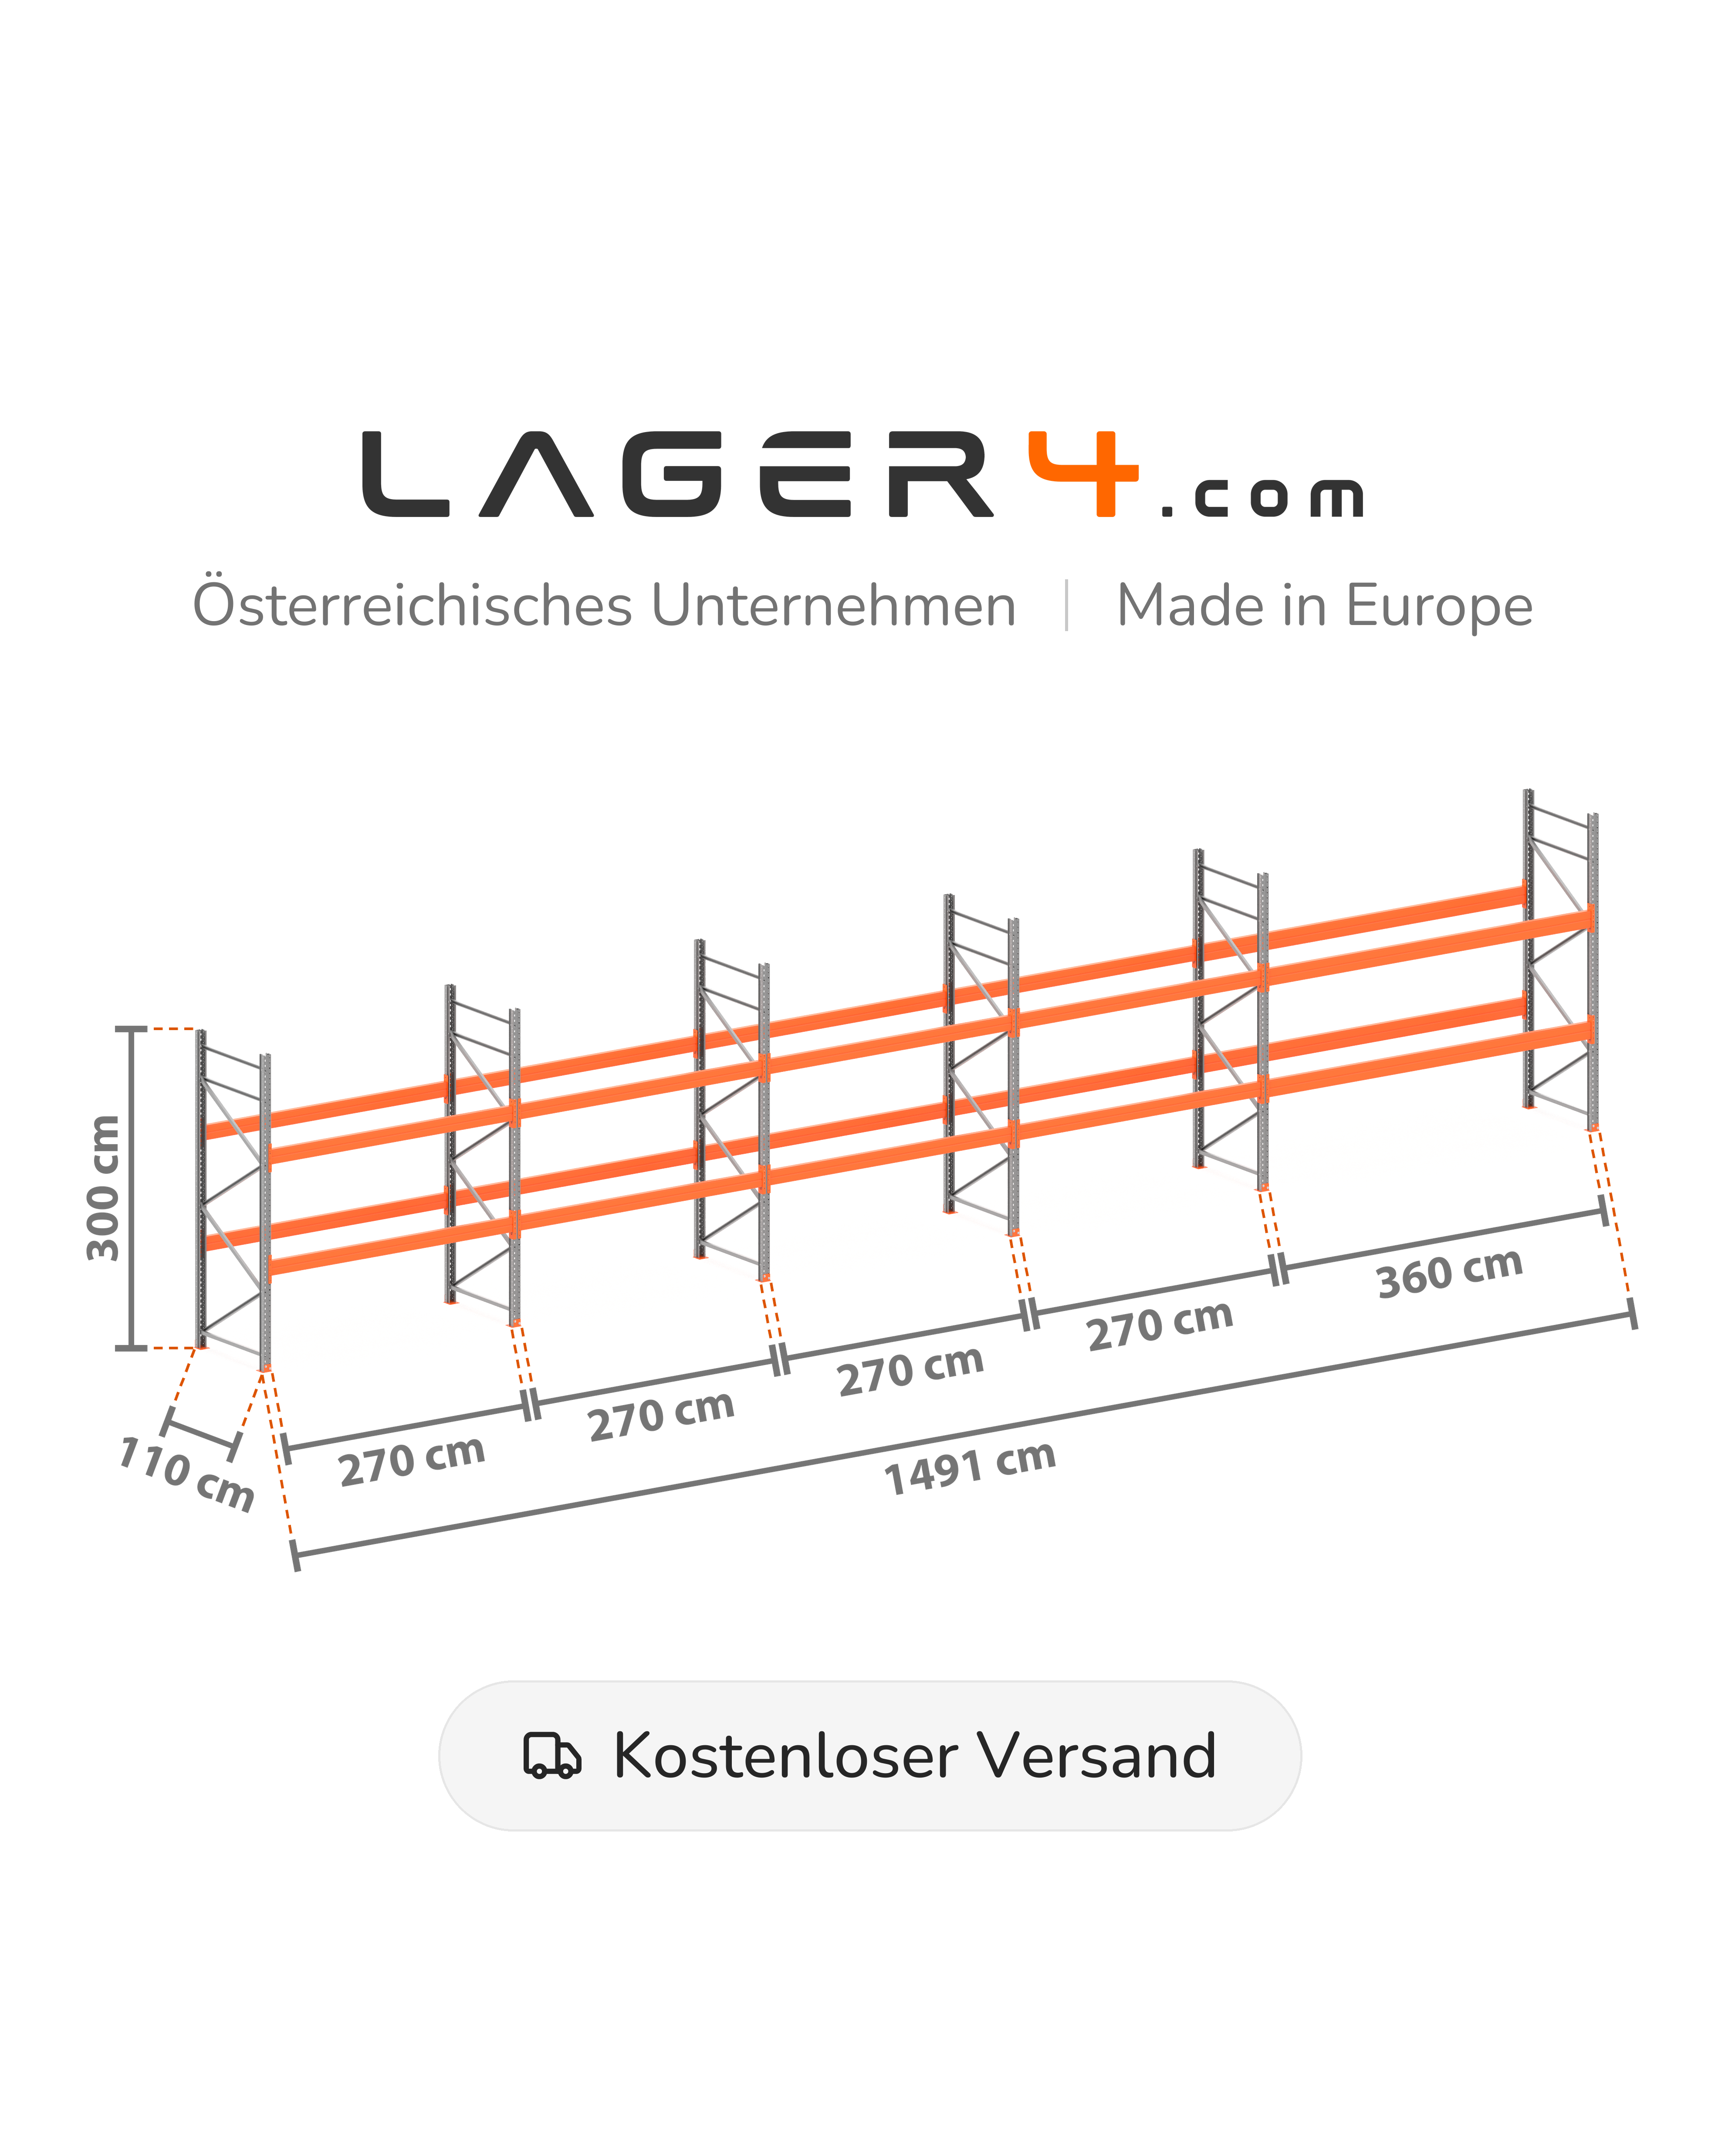 LAGER4.com
Österreichisches Unternehmen | Made in Europe
300 cm
110 cm
270 cm
270 cm
270 cm
270 cm
360 cm
1491 cm
Kostenloser Versand